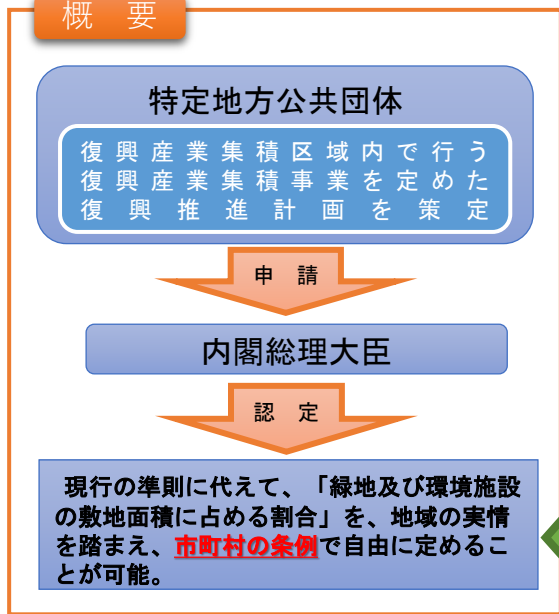 概　要
特定地方公共団体
復興産業集積区域内で行う
復興産業集積事業を定めた
復興推進計画を策定
申　請
内閣総理大臣
認　定
現行の準則に代えて、「緑地及び環境施設
の敷地面積に占める割合」を、地域の実情
を踏まえ、市町村の条例で自由に定めるこ
とが可能。